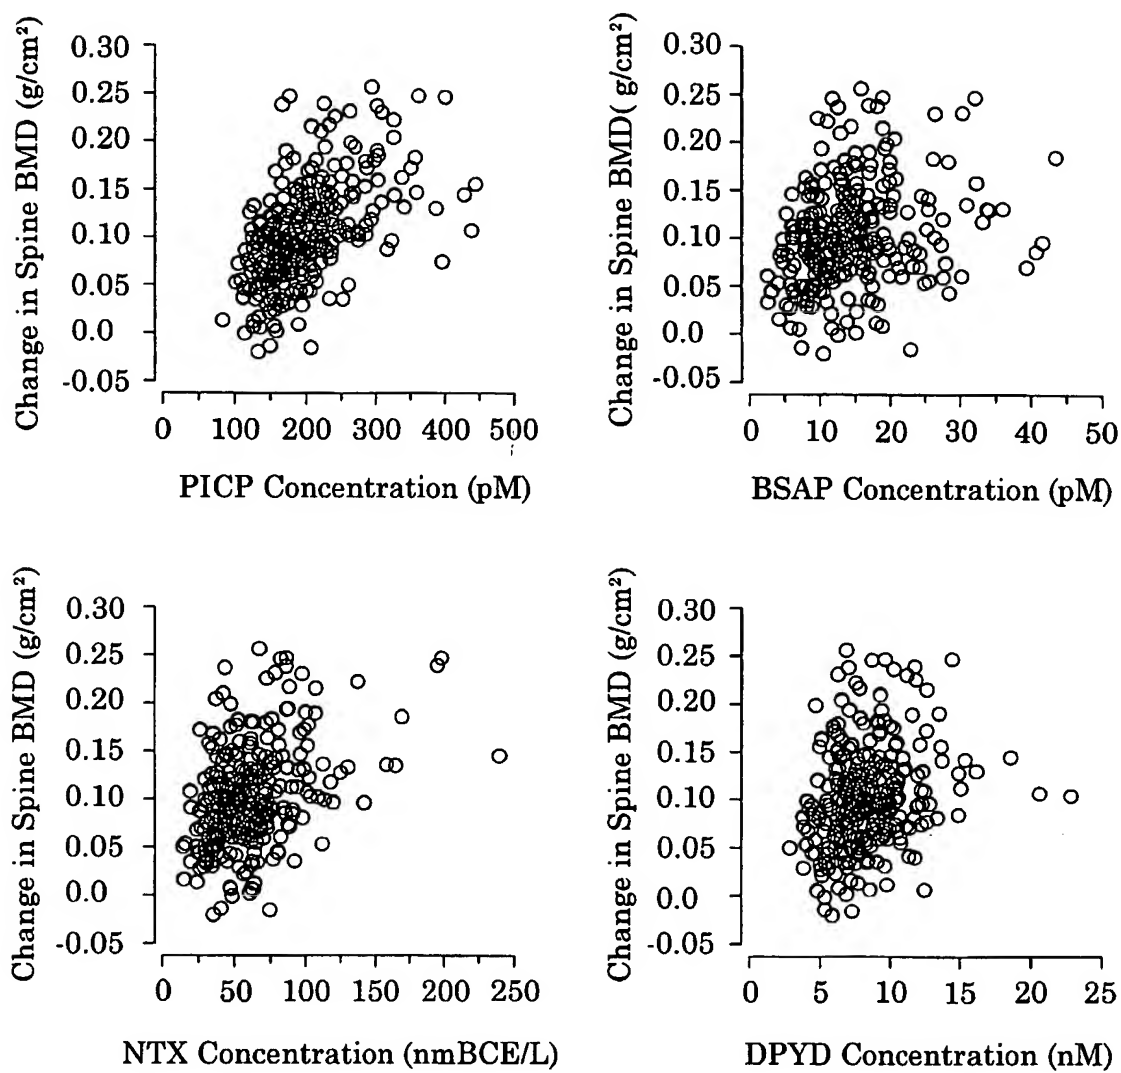 Change in Spine BMD (g/cm²)
0.30
0.25
0.20
0.15
0.10
0.05
0.0
-0.05
0 100 200 300 400 500
PICP Concentration (pM)
Change in Spine BMD( g/cm²)
0.30
0.25
0.20
0.15
0.10
0.05
0.0
-0.05
0 10 20 30 40 50
BSAP Concentration (pM)
Change in Spine BMD (g/cm²)
0.30
0.25
0.20
0.15
0.10
0.05
0.0
-0.05
0 50 100 150 200 250
NTX Concentration (nmBCE/L)
Change in Spine BMD (g/cm²)
0.30
0.25
0.20
0.15
0.10
0.05
0.0
-0.05
0 5 10 15 20 25
DPYD Concentration (nM)